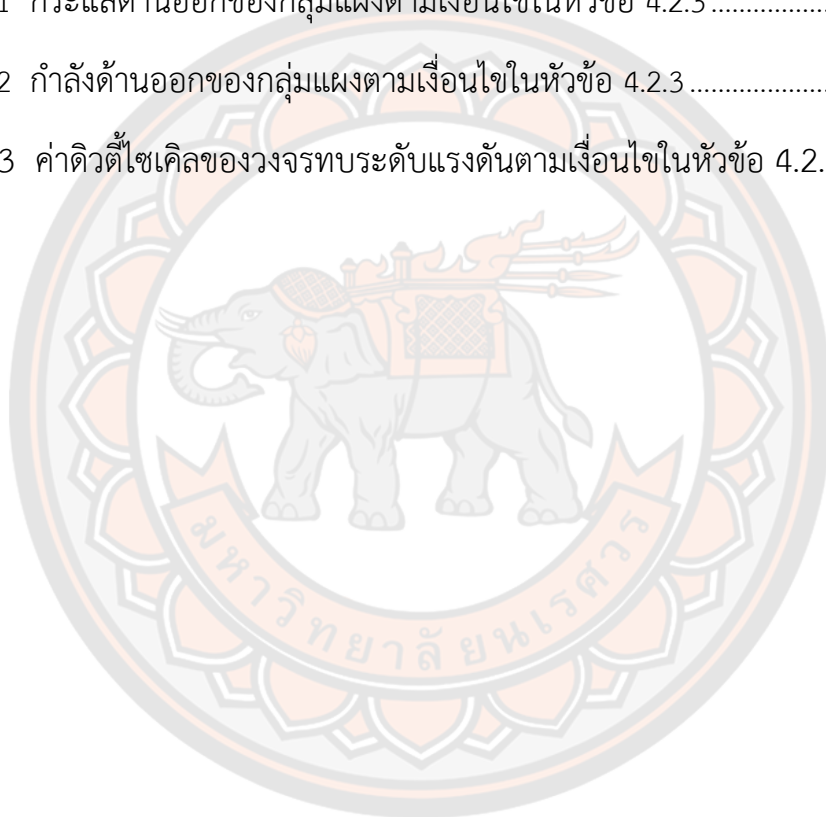 1 กระแสด้านออกของกลุ่มแผงตามเงื่อนไขในหัวข้อ 4.2.3.................
2 กำลังด้านออกของกลุ่มแผงตามเงื่อนไขในหัวข้อ 4.2.3....................
3 ค่าดิวตี้ไซเคิลของวงจรทบระดับแรงดันตามเงื่อนไขในหัวข้อ 4.2.
มหาวิทยาลัยนเรศวร